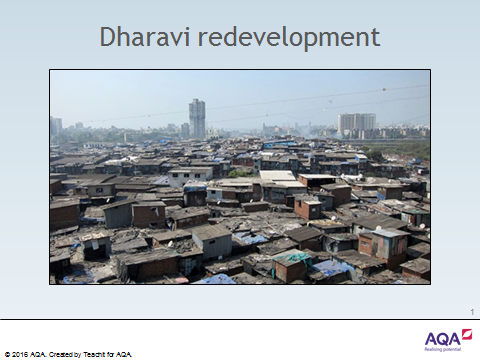 Dharavi redevelopment
1
AQA
Realising potential
© 2016 AQA. Created by Teachit for AQA.